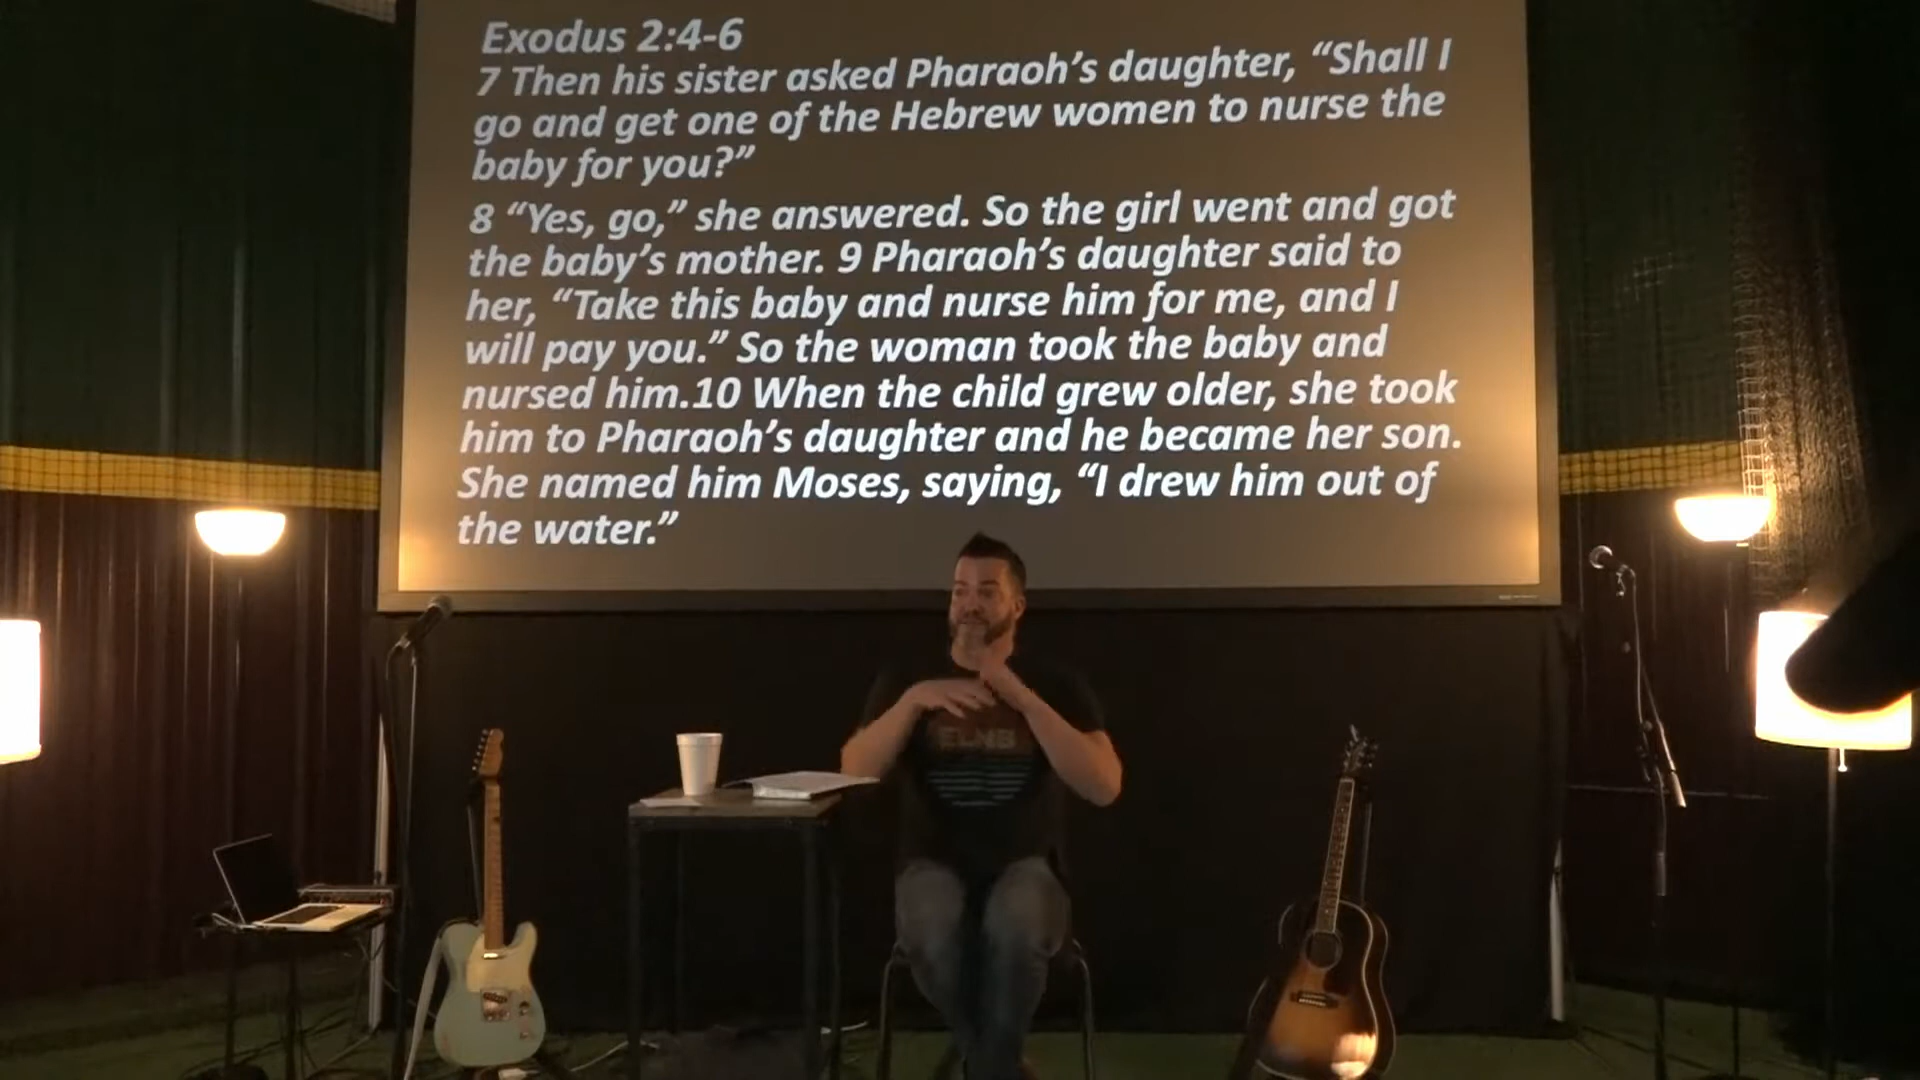 Exodus 2:4-6
7 Then his sister asked Pharaoh’s daughter, “Shall I
go and get one of the Hebrew women to nurse the
baby for you?”
8 “Yes, go,” she answered. So the girl went and got
the baby’s mother. 9 Pharaoh’s daughter said to
her, “Take this baby and nurse him for me, and I
will pay you.” So the woman took the baby and
nursed him.10 When the child grew older, she took
him to Pharaoh’s daughter and he became her son.
She named him Moses, saying, “I drew him out of
the water.”